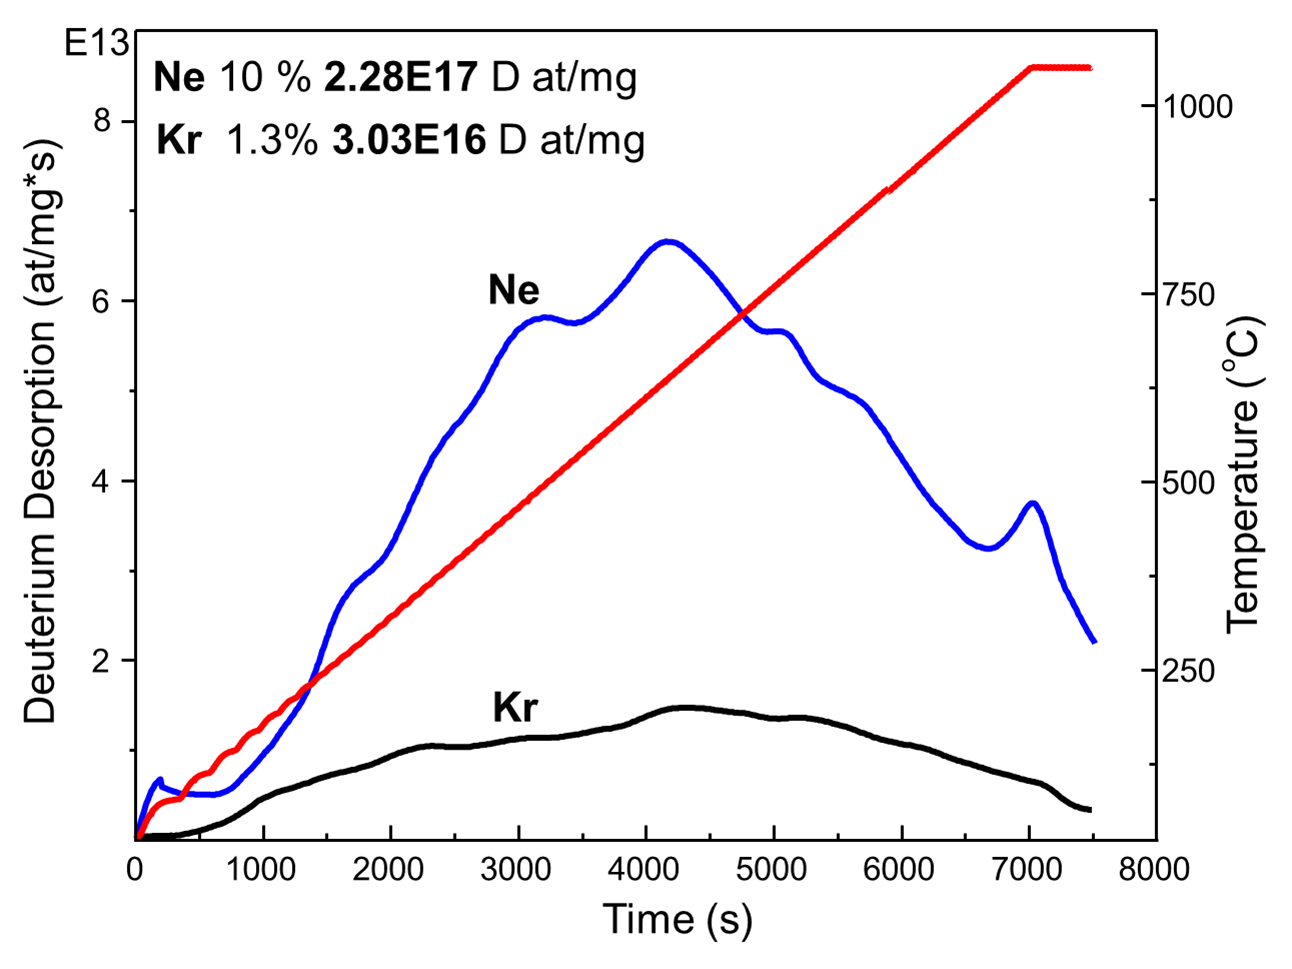 E13
Ne 10 % 2.28E17 D at/mg
Kr 1.3% 3.03E16 D at/mg
8
6
4
2
Deuterium Desorption (at/mg*s)
Ne
Kr
1000
750
500
250
Temperature (°C)
0 1000 2000 3000 4000 5000 6000 7000 8000
Time (s)